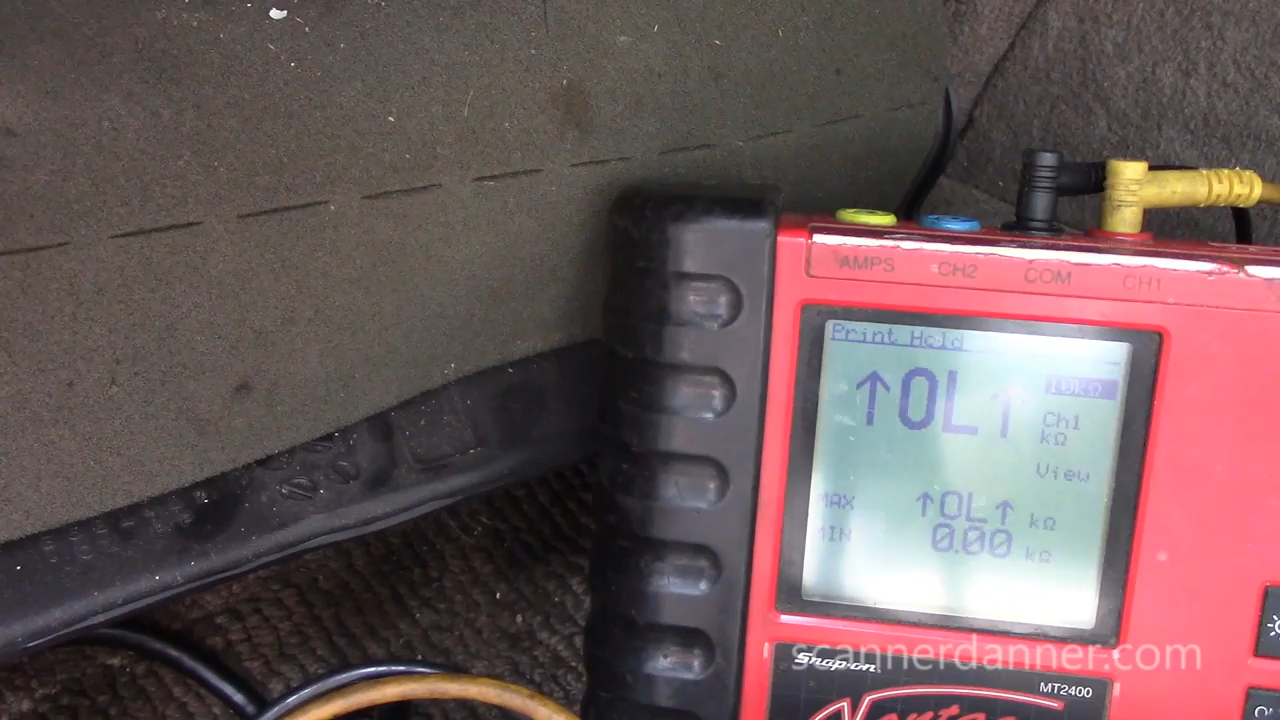 AMPS CH2 COM CH1
Print Hold
↑OL↑ 10kΩ
Ch1
kΩ
View
MAX ↑OL↑ kΩ
MIN 0.00 kΩ
scannerdanner.com
Snap-on
MT2400